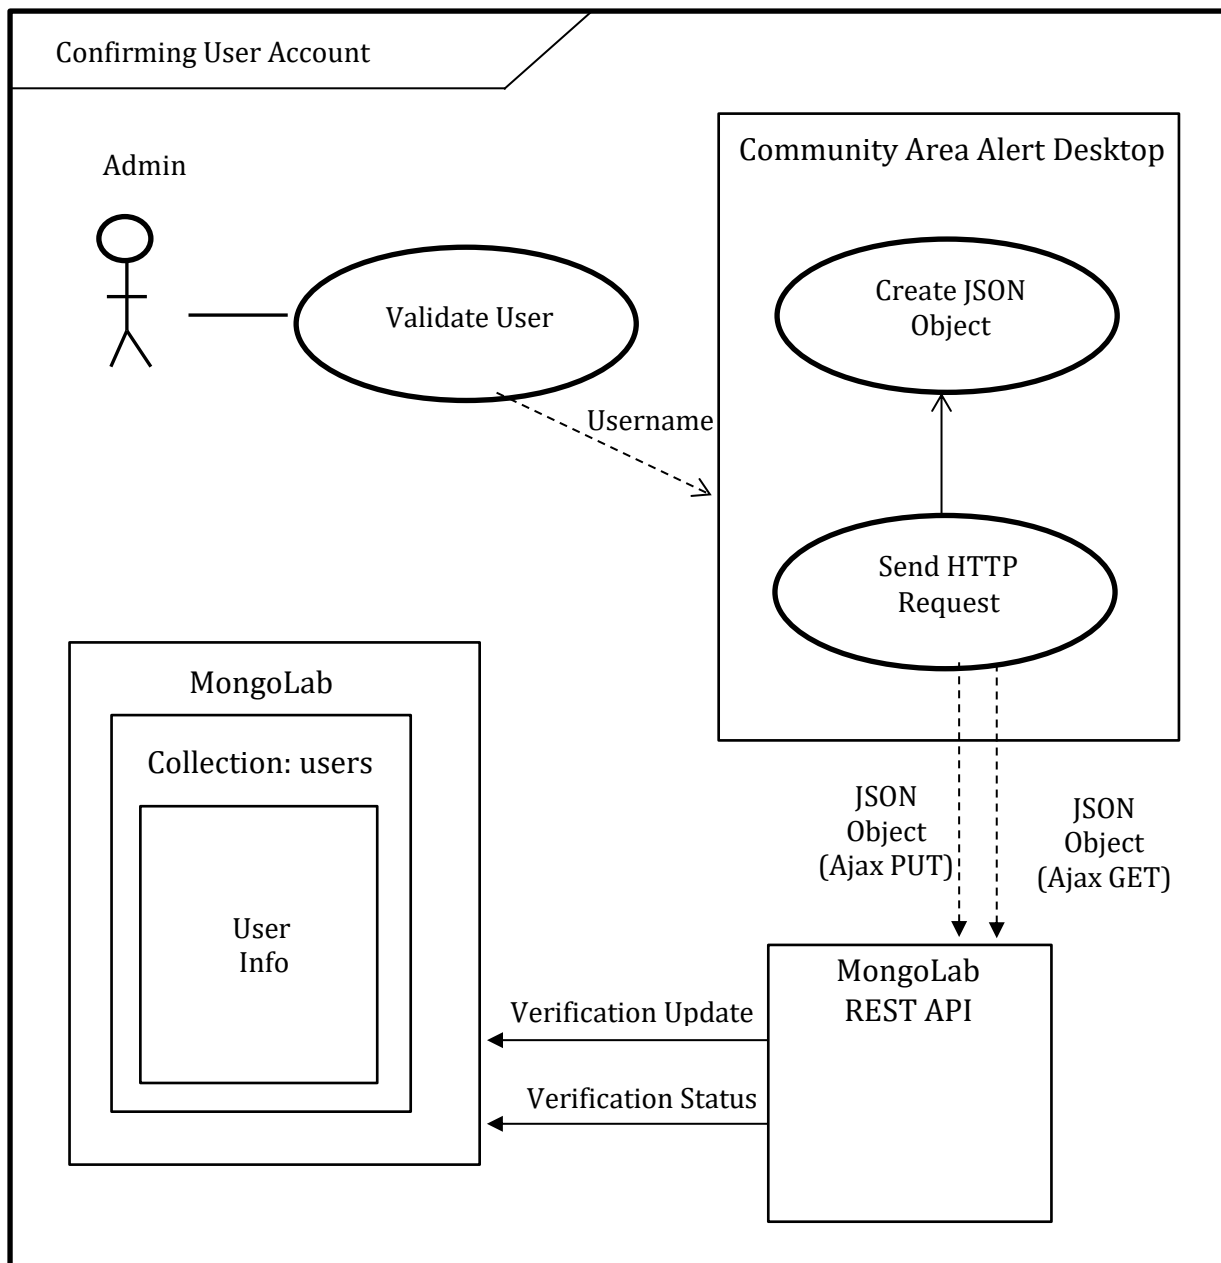 Confirming User Account
Admin
Community Area Alert Desktop
Validate User
Create JSON
Object
Username
Send HTTP
Request
MongoLab
Collection: users
User
Info
JSON
Object
(Ajax PUT)
JSON
Object
(Ajax GET)
MongoLab
REST API
Verification Update
Verification Status